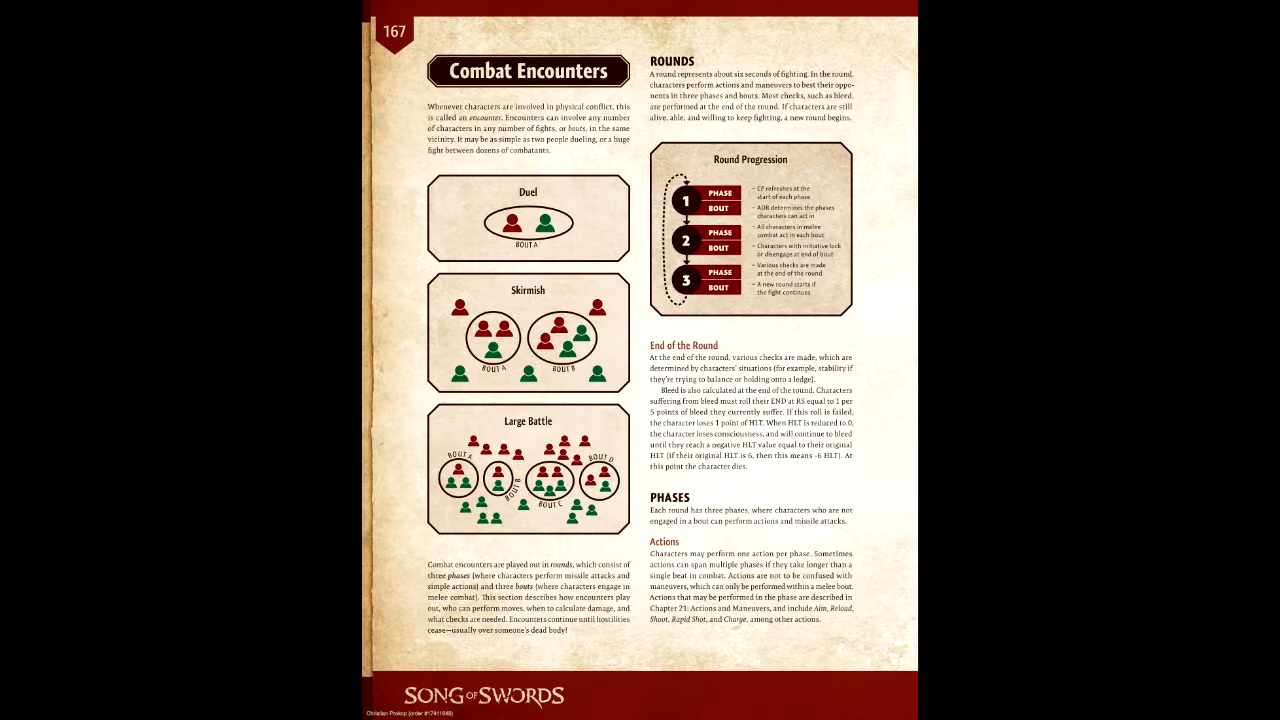 167
Combat Encounters
Whenever characters are involved in physical conflict, this
is called an encounter. Encounters can involve any number
of characters in any number of fights, or bouts, in the same
vicinity. It may be as simple as two people dueling, or a huge
fight between dozens of combatants.
Duel
BOUT A
Skirmish
BOUT A
BOUT B
Large Battle
BOUT A
BOUT B
BOUT C
BOUT D
Combat encounters are played out in rounds, which consist of
three phases (where characters perform missile attacks and
simple actions) and three bouts (where characters engage in
melee combat). This section describes how encounters play
out, who can perform moves, when to calculate damage, and
what checks are needed. Encounters continue until hostilities
cease—usually over someone's dead body!
ROUNDS
A round represents about six seconds of fighting. In the round,
characters perform actions and maneuvers to best their oppo-
nents in three phases and bouts. Most checks, such as bleed,
are performed at the end of the round. If characters are still
alive, able, and willing to keep fighting, a new round begins.
Round Progression
1
PHASE
BOUT
2
PHASE
BOUT
3
PHASE
BOUT
– CP refreshes at the
start of each phase
– ADR determines the phases
characters can act in
– All characters in melee
combat act in each bout
– Characters with initiative lock
or disengage at end of bout
– Various checks are made
at the end of the round
– A new round starts if
the fight continues
End of the Round
At the end of the round, various checks are made, which are
determined by characters' situations (for example, stability if
they're trying to balance or holding onto a ledge).
Bleed is also calculated at the end of the round. Characters
suffering from bleed must roll their END at RS equal to 1 per
5 points of bleed they currently suffer. If this roll is failed,
the character loses 1 point of HLT. When HLT is reduced to 0,
the character loses consciousness, and will continue to bleed
until they reach a negative HLT value equal to their original
HLT (if their original HLT is 6, then this means -6 HLT). At
this point the character dies.
PHASES
Each round has three phases, where characters who are not
engaged in a bout can perform actions and missile attacks.
Actions
Characters may perform one action per phase. Sometimes
actions can span multiple phases if they take longer than a
single beat in combat. Actions are not to be confused with
maneuvers, which can only be performed within a melee bout.
Actions that may be performed in the phase are described in
Chapter 21: Actions and Maneuvers, and include Aim, Reload,
Shoot, Rapid Shot, and Charge, among other actions.
SONG OF SWORDS
Christian Prokop (order #17411648)